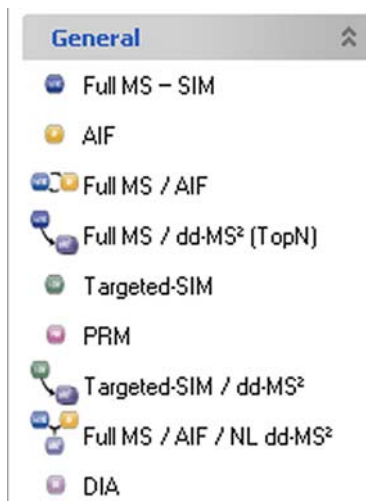 General
Full MS – SIM
AIF
Full MS / AIF
Full MS / dd-MS² (TopN)
Targeted-SIM
PRM
Targeted-SIM / dd-MS²
Full MS / AIF / NL dd-MS²
DIA